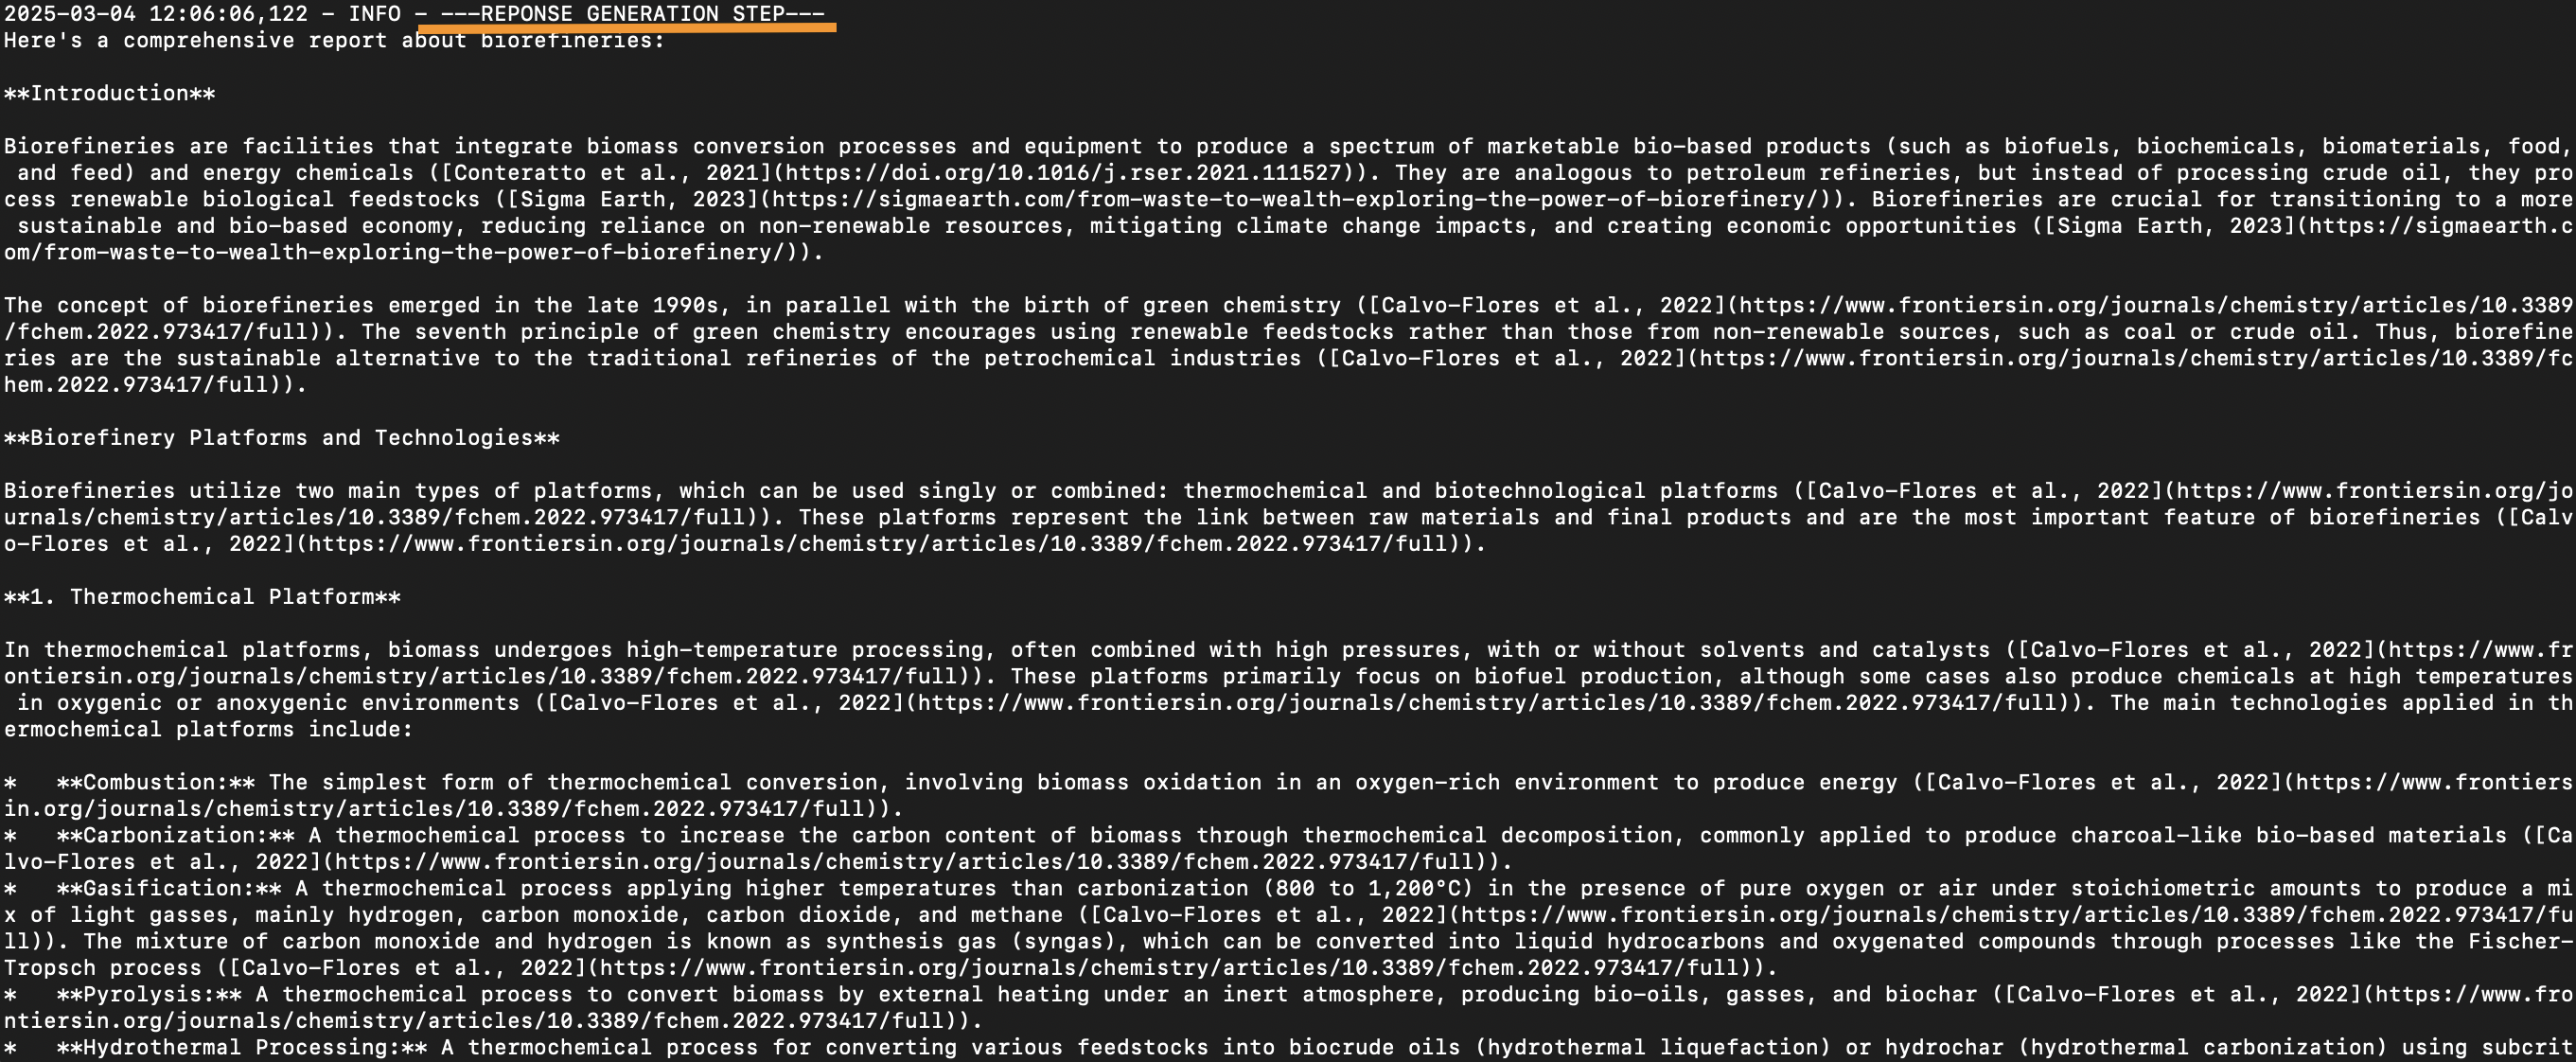 2025-03-04 12:06:06,122 - INFO - ---REPONSE GENERATION STEP---
Here's a comprehensive report about biorefineries:
**Introduction**
Biorefineries are facilities that integrate biomass conversion processes and equipment to produce a spectrum of marketable bio-based products (such as biofuels, biochemicals, biomaterials, food,
and feed) and energy chemicals ([Conteratto et al., 2021](https://doi.org/10.1016/j.rser.2021.111527)). They are analogous to petroleum refineries, but instead of processing crude oil, they pro
cess renewable biological feedstocks ([Sigma Earth, 2023](https://sigmaearth.com/from-waste-to-wealth-exploring-the-power-of-biorefinery/)). Biorefineries are crucial for transitioning to a more
sustainable and bio-based economy, reducing reliance on non-renewable resources, mitigating climate change impacts, and creating economic opportunities ([Sigma Earth, 2023](https://sigmaearth.c
om/from-waste-to-wealth-exploring-the-power-of-biorefinery/)).
The concept of biorefineries emerged in the late 1990s, in parallel with the birth of green chemistry ([Calvo-Flores et al., 2022](https://www.frontiersin.org/journals/chemistry/articles/10.3389
/fchem.2022.973417/full)). The seventh principle of green chemistry encourages using renewable feedstocks rather than those from non-renewable sources, such as coal or crude oil. Thus, biorefine
ries are the sustainable alternative to the traditional refineries of the petrochemical industries ([Calvo-Flores et al., 2022](https://www.frontiersin.org/journals/chemistry/articles/10.3389/fc
hem.2022.973417/full)).
**Biorefinery Platforms and Technologies**
Biorefineries utilize two main types of platforms, which can be used singly or combined: thermochemical and biotechnological platforms ([Calvo-Flores et al., 2022](https://www.frontiersin.org/jo
urnals/chemistry/articles/10.3389/fchem.2022.973417/full)). These platforms represent the link between raw materials and final products and are the most important feature of biorefineries ([Calv
o-Flores et al., 2022](https://www.frontiersin.org/journals/chemistry/articles/10.3389/fchem.2022.973417/full)).
**1. Thermochemical Platform**
In thermochemical platforms, biomass undergoes high-temperature processing, often combined with high pressures, with or without solvents and catalysts ([Calvo-Flores et al., 2022](https://www.fr
ontiersin.org/journals/chemistry/articles/10.3389/fchem.2022.973417/full)). These platforms primarily focus on biofuel production, although some cases also produce chemicals at high temperatures
in oxygenic or anoxygenic environments ([Calvo-Flores et al., 2022](https://www.frontiersin.org/journals/chemistry/articles/10.3389/fchem.2022.973417/full)). The main technologies applied in th
ermochemical platforms include:
*   **Combustion:** The simplest form of thermochemical conversion, involving biomass oxidation in an oxygen-rich environment to produce energy ([Calvo-Flores et al., 2022](https://www.frontiers
in.org/journals/chemistry/articles/10.3389/fchem.2022.973417/full)).
*   **Carbonization:** A thermochemical process to increase the carbon content of biomass through thermochemical decomposition, commonly applied to produce charcoal-like bio-based materials ([Ca
lvo-Flores et al., 2022](https://www.frontiersin.org/journals/chemistry/articles/10.3389/fchem.2022.973417/full)).
*   **Gasification:** A thermochemical process applying higher temperatures than carbonization (800 to 1,200°C) in the presence of pure oxygen or air under stoichiometric amounts to produce a mi
x of light gasses, mainly hydrogen, carbon monoxide, carbon dioxide, and methane ([Calvo-Flores et al., 2022](https://www.frontiersin.org/journals/chemistry/articles/10.3389/fchem.2022.973417/fu
ll)). The mixture of carbon monoxide and hydrogen is known as synthesis gas (syngas), which can be converted into liquid hydrocarbons and oxygenated compounds through processes like the Fischer-
Tropsch process ([Calvo-Flores et al., 2022](https://www.frontiersin.org/journals/chemistry/articles/10.3389/fchem.2022.973417/full)).
*   **Pyrolysis:** A thermochemical process to convert biomass by external heating under an inert atmosphere, producing bio-oils, gasses, and biochar ([Calvo-Flores et al., 2022](https://www.fro
ntiersin.org/journals/chemistry/articles/10.3389/fchem.2022.973417/full)).
*   **Hydrothermal Processing:** A thermochemical process for converting various feedstocks into biocrude oils (hydrothermal liquefaction) or hydrochar (hydrothermal carbonization) using subcrit